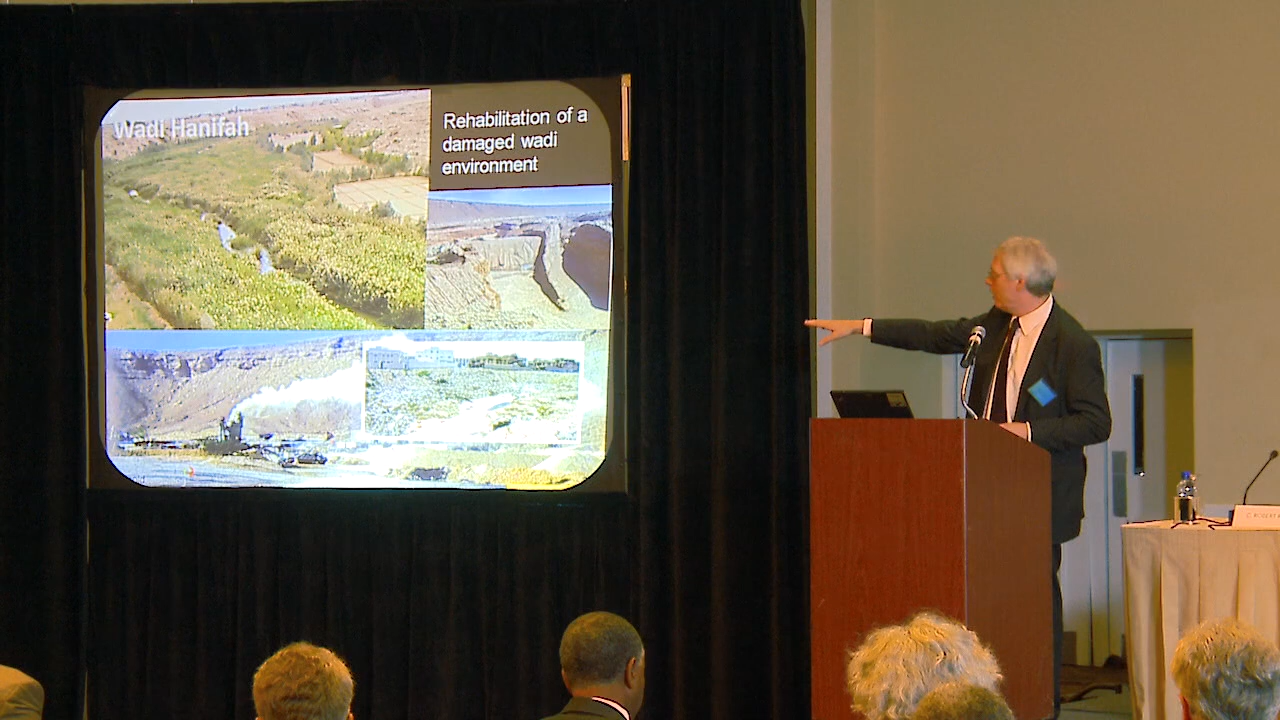 Wadi Hanifah
Rehabilitation of a
damaged wadi
environment